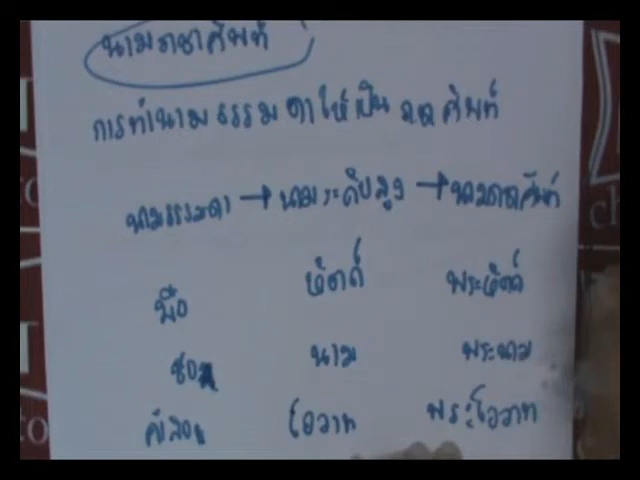 นามราชาศัพท์
การทำนามธรรมดาให้เป็นราชาศัพท์
นามธรรมดา → นามระดับสูง → นามราชาศัพท์
มือ หัตถ์ พระหัตถ์
ชื่อ นาม พระนาม
คำสอน โอวาท พระโอวาท